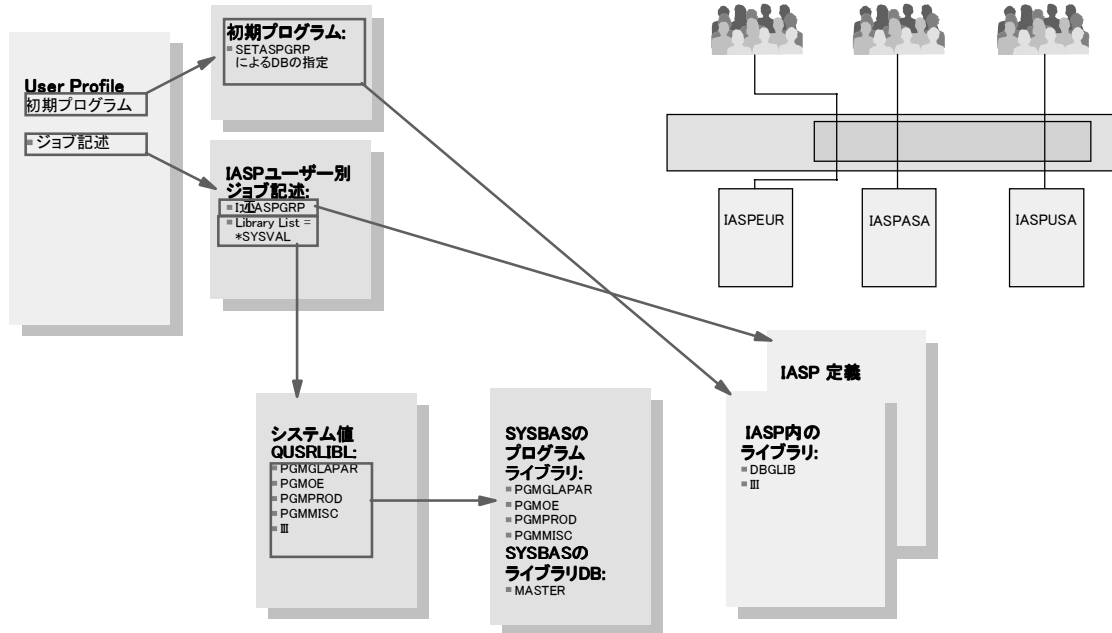 User Profile
初期プログラム
ジョブ記述
初期プログラム:
SETASPGRP
によるDBの指定
IASPユーザー別
ジョブ記述:
ASPGRP
Library List =
*SYSVAL
システム値
QUSRLIBL:
PGMGLAPAR
PGMOE
PGMPROD
PGMMISC
SYSBASの
プログラム
ライブラリ:
PGMGLAPAR
PGMOE
PGMPROD
PGMMISC
SYSBASの
ライブラリDB:
MASTER
IASPEUR
IASPASA
IASPUSA
IASP 定義
IASP内の
ライブラリ:
DBGLIB